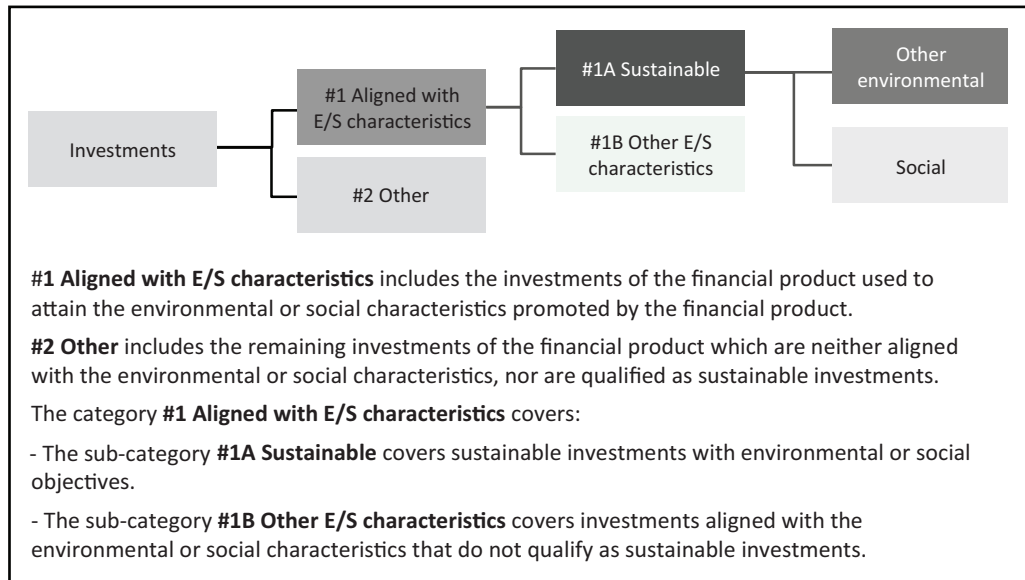 Investments
#1 Aligned with
E/S characteristics
#2 Other
#1A Sustainable
#1B Other E/S
characteristics
Other
environmental
Social
#1 Aligned with E/S characteristics includes the investments of the financial product used to
attain the environmental or social characteristics promoted by the financial product.
#2 Other includes the remaining investments of the financial product which are neither aligned
with the environmental or social characteristics, nor are qualified as sustainable investments.
The category #1 Aligned with E/S characteristics covers:
- The sub-category #1A Sustainable covers sustainable investments with environmental or social
objectives.
- The sub-category #1B Other E/S characteristics covers investments aligned with the
environmental or social characteristics that do not qualify as sustainable investments.